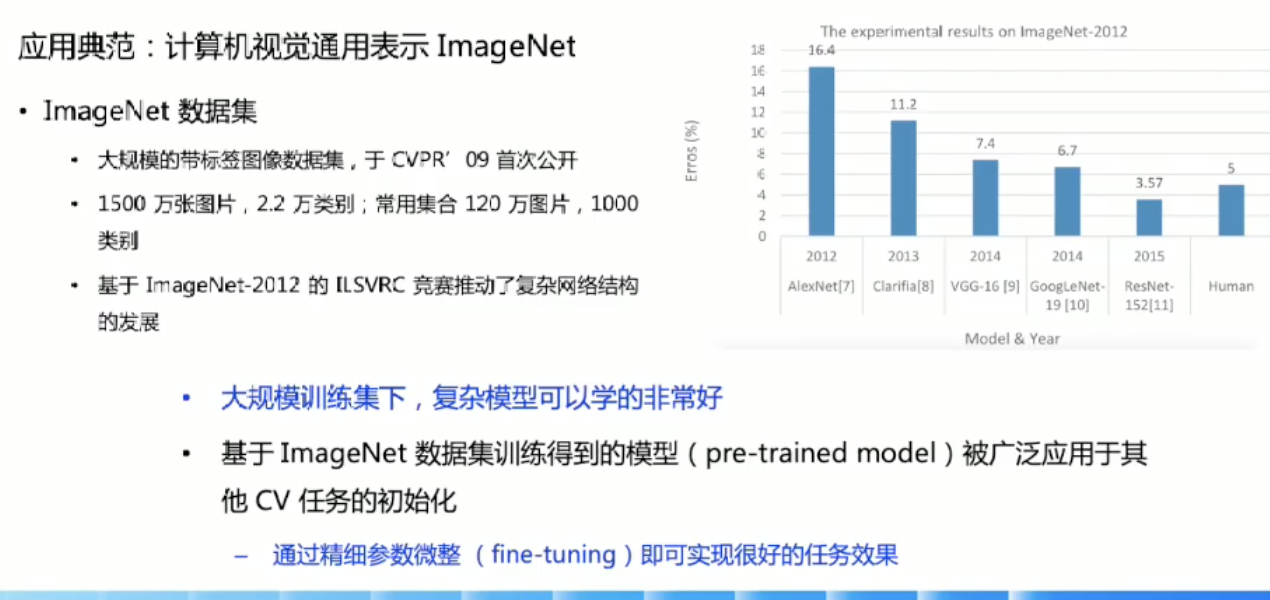 应用典范：计算机视觉通用表示 ImageNet
• ImageNet 数据集
• 大规模的带标签图像数据集，于 CVPR’ 09 首次公开
• 1500 万张图片，2.2 万类别；常用集合 120 万图片，1000
类别
• 基于 ImageNet-2012 的 ILSVRC 竞赛推动了复杂网络结构
的发展
The experimental results on ImageNet-2012
Erros (%)
18
16
14
12
10
8
6
4
2
0
16.4
11.2
7.4
6.7
3.57
5
2012 2013 2014 2014 2015
AlexNet[7] Clarifia[8] VGG-16 [9] GoogLeNet-19 [10] ResNet-152[11] Human
Model & Year
• 大规模训练集下，复杂模型可以学的非常好
• 基于 ImageNet 数据集训练得到的模型（pre-trained model）被广泛应用于其
他 CV 任务的初始化
– 通过精细参数微整 （fine-tuning）即可实现很好的任务效果